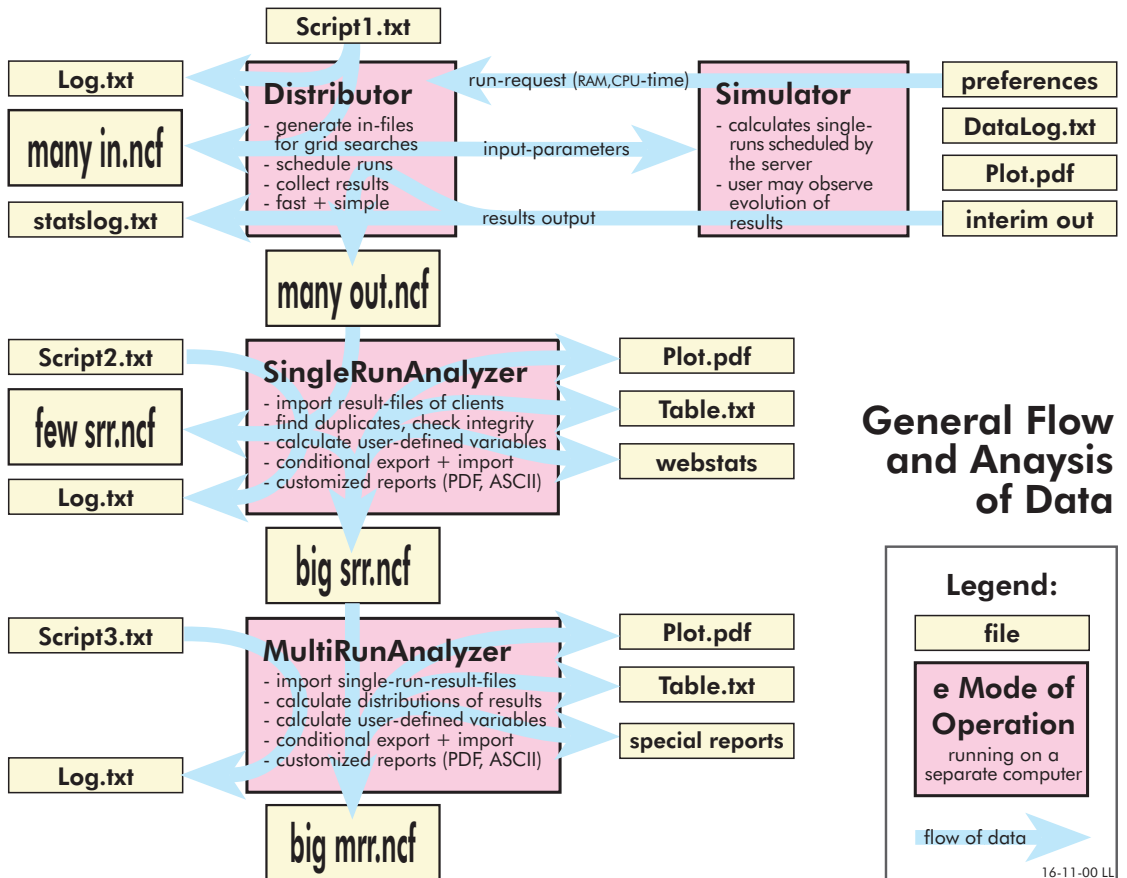 Script1.txt
Log.txt
many in.ncf
statslog.txt
Distributor
- generate in-files
for grid searches
- schedule runs
- collect results
- fast + simple
run-request (RAM,CPU-time)
input-parameters
results output
Simulator
- calculates single-
runs scheduled by
the server
- user may observe
evolution of
results
preferences
DataLog.txt
Plot.pdf
interim out
many out.ncf
Script2.txt
few srr.ncf
Log.txt
SingleRunAnalyzer
- import result-files of clients
- find duplicates, check integrity
- calculate user-defined variables
- conditional export + import
- customized reports (PDF, ASCII)
Plot.pdf
Table.txt
webstats
General Flow
and Anaysis
of Data
big srr.ncf
Script3.txt
Log.txt
MultiRunAnalyzer
- import single-run-result-files
- calculate distributions of results
- calculate user-defined variables
- conditional export + import
- customized reports (PDF, ASCII)
Plot.pdf
Table.txt
special reports
big mrr.ncf
Legend:
file
e Mode of
Operation
running on a
separate computer
flow of data
16-11-00 LL